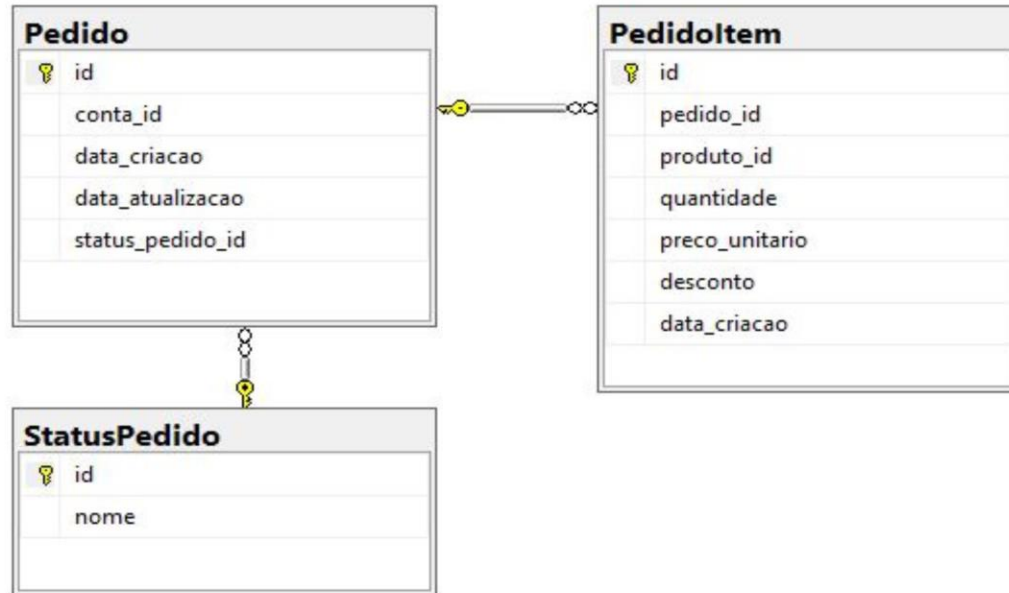 Pedido
id
conta_id
data_criacao
data_atualizacao
status_pedido_id
PedidoItem
id
pedido_id
produto_id
quantidade
preco_unitario
desconto
data_criacao
StatusPedido
id
nome